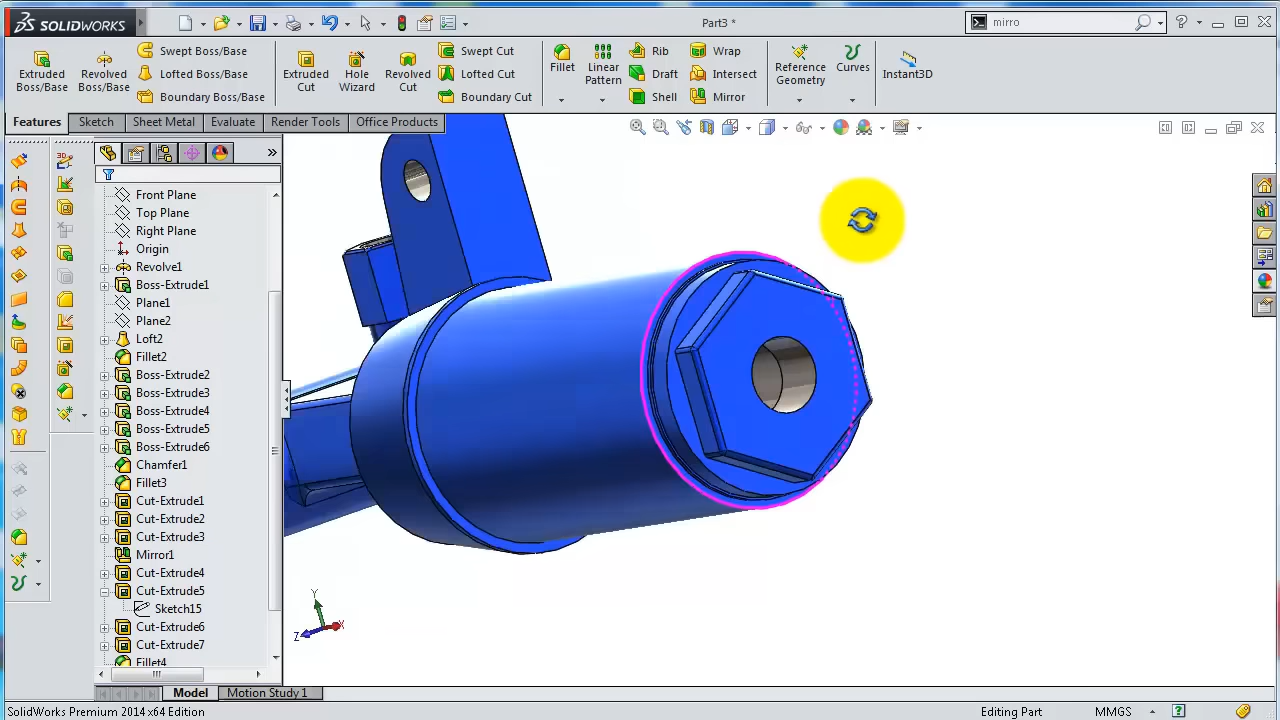 SOLIDWORKS
Part3 *
mirro
Extruded Boss/Base
Revolved Boss/Base
Swept Boss/Base
Lofted Boss/Base
Boundary Boss/Base
Extruded Cut
Hole Wizard
Revolved Cut
Swept Cut
Lofted Cut
Boundary Cut
Fillet
Linear Pattern
Rib
Draft
Shell
Wrap
Intersect
Mirror
Reference Geometry
Curves
Instant3D
Features
Sketch
Sheet Metal
Evaluate
Render Tools
Office Products
Front Plane
Top Plane
Right Plane
Origin
Revolve1
Boss-Extrude1
Plane1
Plane2
Loft2
Fillet2
Boss-Extrude2
Boss-Extrude3
Boss-Extrude4
Boss-Extrude5
Boss-Extrude6
Chamfer1
Fillet3
Cut-Extrude1
Cut-Extrude2
Cut-Extrude3
Mirror1
Cut-Extrude4
Cut-Extrude5
Sketch15
Cut-Extrude6
Cut-Extrude7
Fillet4
Y
Z
X
Model
Motion Study 1
SolidWorks Premium 2014 x64 Edition
Editing Part
MMGS